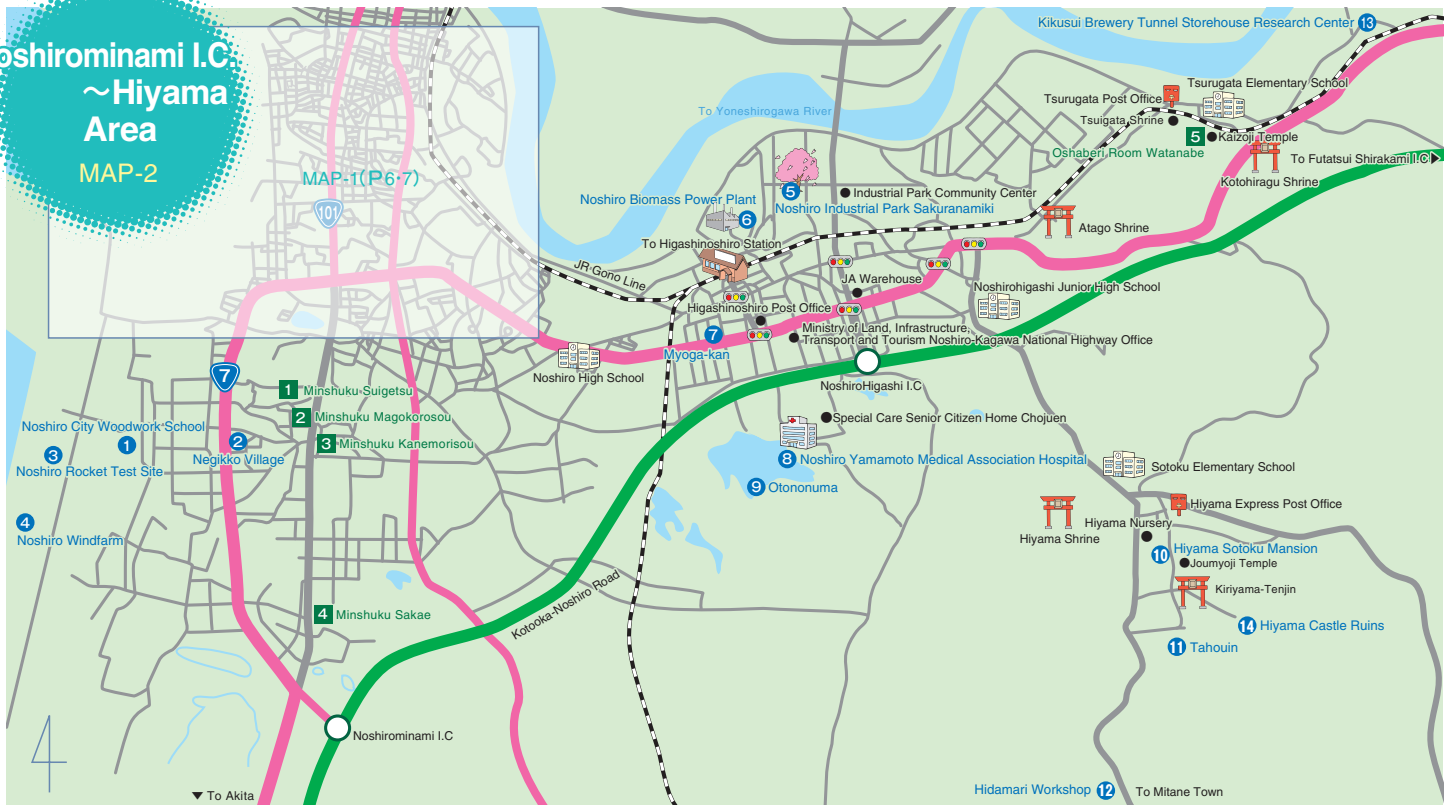 oshirominami I.C.
～Hiyama
Area
MAP-2
MAP-1(P6･7)
101
Kikusui Brewery Tunnel Storehouse Research Center 13
Tsurugata Elementary School
Tsurugata Post Office
Tsuigata Shrine
5 Kaizoji Temple
Oshaberi Room Watanabe
To Futatsui Shirakami I.C ▶
Kotohiragu Shrine
To Yoneshirogawa River
5
Industrial Park Community Center
Noshiro Biomass Power Plant
6
Noshiro Industrial Park Sakuranamiki
Atago Shrine
To Higashinoshiro Station
JR Gono Line
JA Warehouse
Noshirohigashi Junior High School
Higashinoshiro Post Office
7
Myoga-kan
Ministry of Land, Infrastructure,
Transport and Tourism Noshiro-Kagawa National Highway Office
Noshiro High School
NoshiroHigashi I.C
7
1 Minshuku Suigetsu
2 Minshuku Magokorosou
3 Minshuku Kanemorisou
Noshiro City Woodwork School
1
2
Negikko Village
3
Noshiro Rocket Test Site
4
Noshiro Windfarm
Special Care Senior Citizen Home Chojuen
8 Noshiro Yamamoto Medical Association Hospital
9 Otononuma
Sotoku Elementary School
Hiyama Express Post Office
Hiyama Shrine
Hiyama Nursery
10 Hiyama Sotoku Mansion
Joumyoji Temple
Kiriyama-Tenjin
14 Hiyama Castle Ruins
11 Tahouin
4 Minshuku Sakae
Kotooka-Noshiro Road
Noshirominami I.C
4
▼ To Akita
Hidamari Workshop 12
To Mitane Town